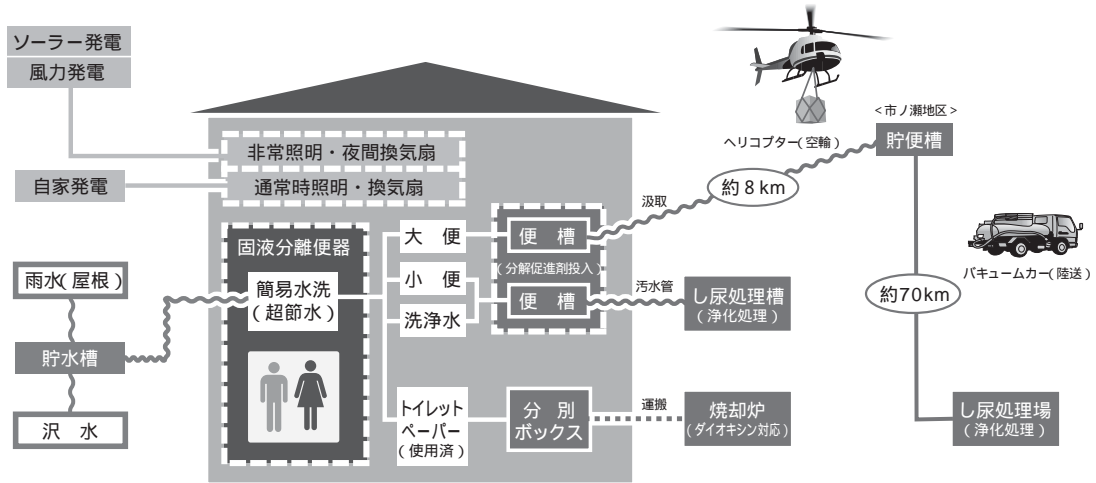 ソーラー発電
風力発電
自家発電
非常照明・夜間換気扇
通常時照明・換気扇
雨水(屋根)
貯水槽
沢 水
固液分離便器
簡易水洗
(超節水)
大 便
小 便
洗浄水
トイレット
ペーパー
(使用済)
便 槽
(分解促進剤投入)
便 槽
分 別
ボックス
汲取
汚水管
運搬
し尿処理槽
(浄化処理)
焼却炉
(ダイオキシン対応)
ヘリコプター(空輸)
約8km
<市ノ瀬地区>
貯便槽
バキュームカー(陸送)
約70km
し尿処理場
(浄化処理)